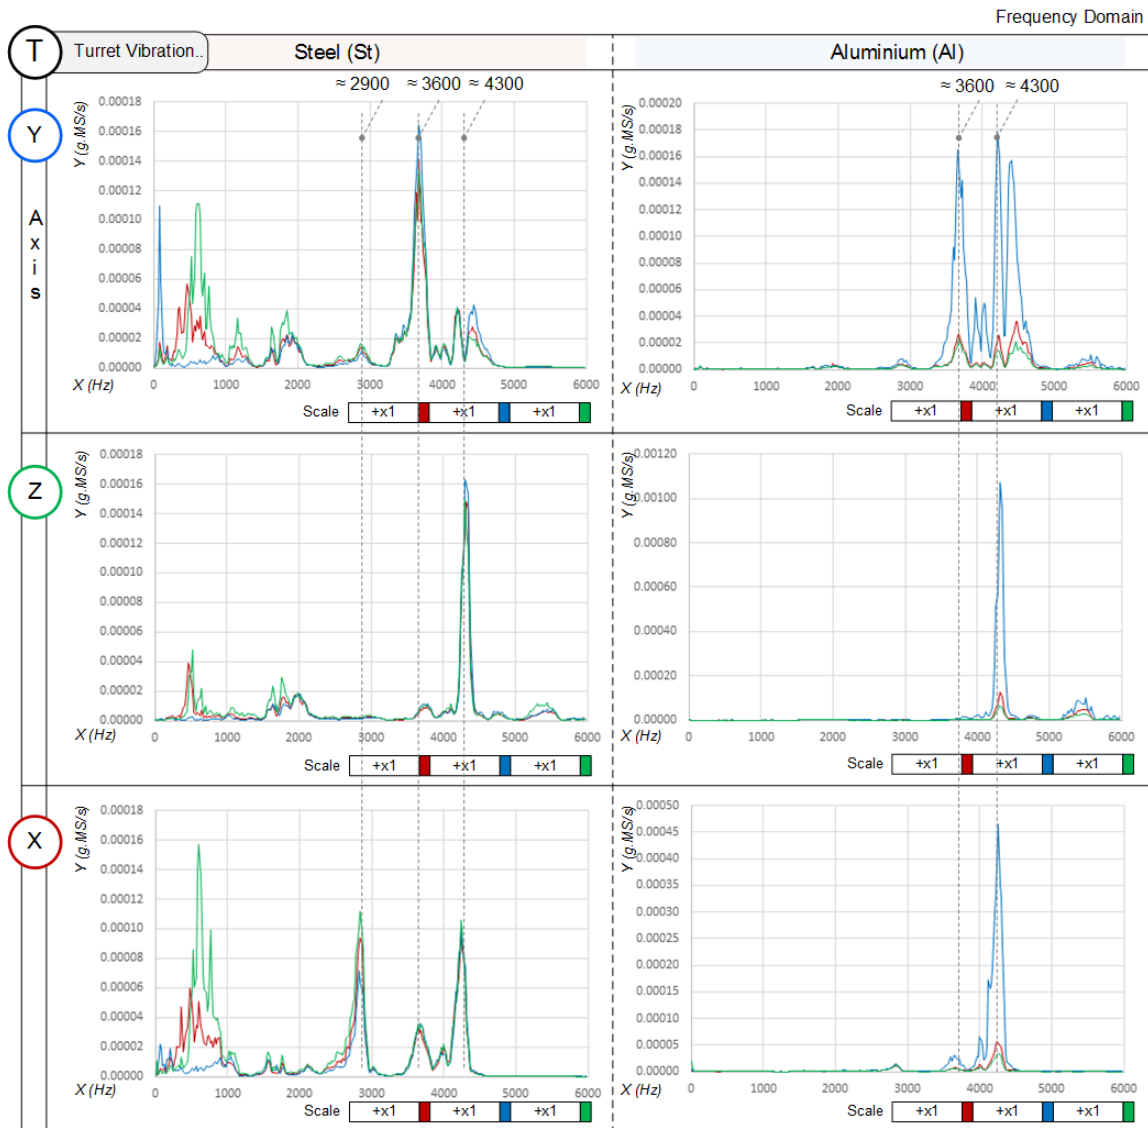 Frequency Domain
T
Turret Vibration..
Steel (St)
Aluminium (Al)
≈ 2900 ≈ 3600 ≈ 4300
≈ 3600 ≈ 4300
Y
Axis
Y (g.MS/s)
0.00018
0.00016
0.00014
0.00012
0.00010
0.00008
0.00006
0.00004
0.00002
0.00000
0 1000 2000 3000 4000 5000 6000
X (Hz)
Scale +x1 +x1 +x1
Y (g.MS/s)
0.00020
0.00018
0.00016
0.00014
0.00012
0.00010
0.00008
0.00006
0.00004
0.00002
0.00000
0 1000 2000 3000 4000 5000 6000
X (Hz)
Scale +x1 +x1 +x1
Z
Y (g.MS/s)
0.00018
0.00016
0.00014
0.00012
0.00010
0.00008
0.00006
0.00004
0.00002
0.00000
0 1000 2000 3000 4000 5000 6000
X (Hz)
Scale +x1 +x1 +x1
Y (g.MS/s)
0.00120
0.00100
0.00080
0.00060
0.00040
0.00020
0.00000
0 1000 2000 3000 4000 5000 6000
X (Hz)
Scale +x1 +x1 +x1
X
Y (g.MS/s)
0.00018
0.00016
0.00014
0.00012
0.00010
0.00008
0.00006
0.00004
0.00002
0.00000
0 1000 2000 3000 4000 5000 6000
X (Hz)
Scale +x1 +x1 +x1
Y (g.MS/s)
0.00050
0.00045
0.00040
0.00035
0.00030
0.00025
0.00020
0.00015
0.00010
0.00005
0.00000
0 1000 2000 3000 4000 5000 6000
X (Hz)
Scale +x1 +x1 +x1